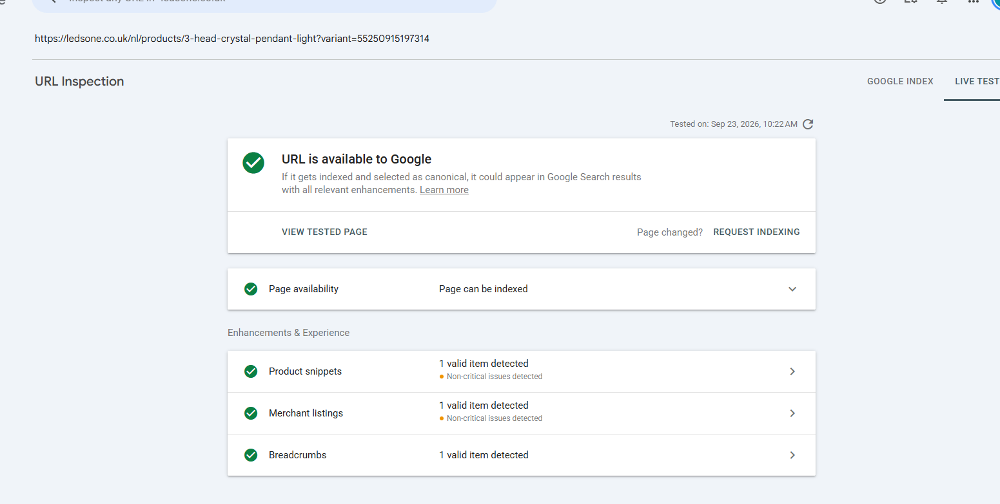 https://ledsone.co.uk/nl/products/3-head-crystal-pendant-light?variant=55250915197314
URL Inspection
GOOGLE INDEX
LIVE TEST
Tested on: Sep 23, 2026, 10:22 AM
URL is available to Google
If it gets indexed and selected as canonical, it could appear in Google Search results
with all relevant enhancements. Learn more
VIEW TESTED PAGE
Page changed?
REQUEST INDEXING
Page availability
Page can be indexed
Enhancements & Experience
Product snippets
1 valid item detected
Non-critical issues detected
Merchant listings
1 valid item detected
Non-critical issues detected
Breadcrumbs
1 valid item detected